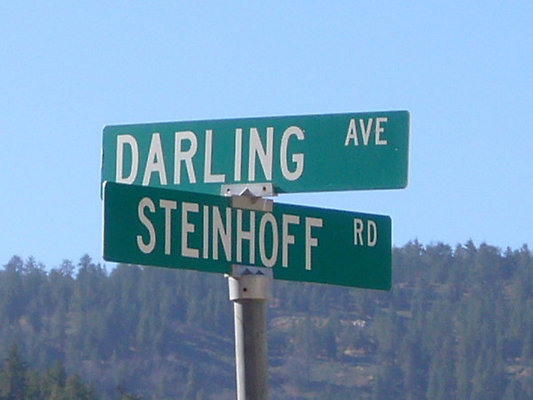 DARLING AVE
STEINHOFF RD